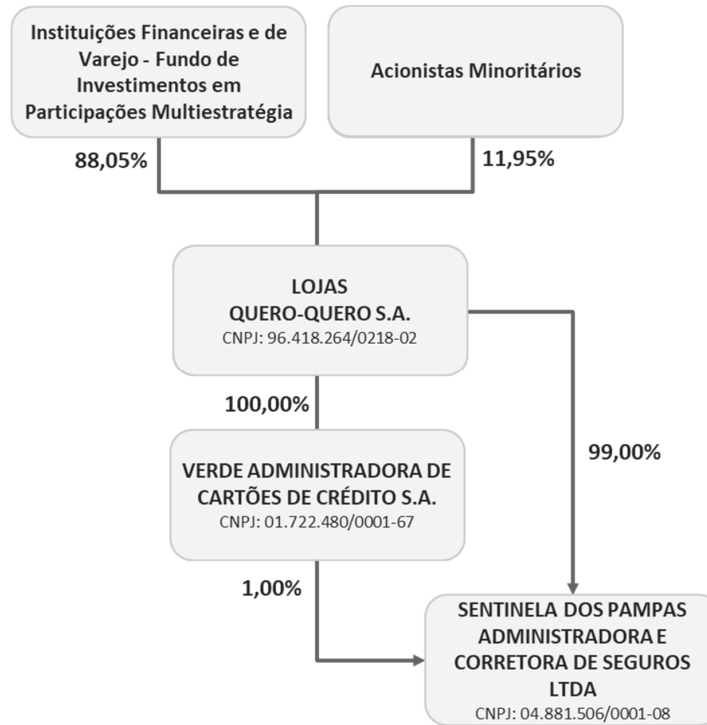 Instituições Financeiras e de
Varejo - Fundo de
Investimentos em
Participações Multiestratégia
Acionistas Minoritários
88,05%
11,95%
LOJAS
QUERO-QUERO S.A.
CNPJ: 96.418.264/0218-02
100,00%
99,00%
VERDE ADMINISTRADORA DE
CARTÕES DE CRÉDITO S.A.
CNPJ: 01.722.480/0001-67
1,00%
SENTINELA DOS PAMPAS
ADMINISTRADORA E
CORRETORA DE SEGUROS
LTDA
CNPJ: 04.881.506/0001-08